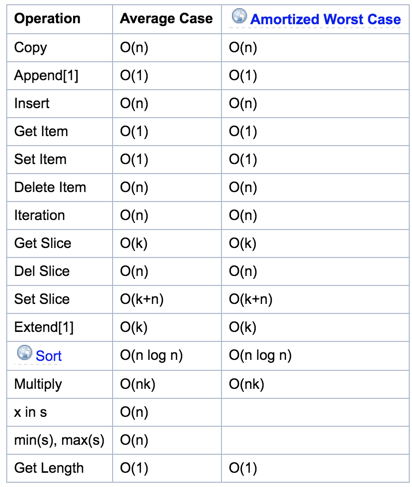 Operation Average Case Amortized Worst Case
Copy O(n) O(n)
Append[1] O(1) O(1)
Insert O(n) O(n)
Get Item O(1) O(1)
Set Item O(1) O(1)
Delete Item O(n) O(n)
Iteration O(n) O(n)
Get Slice O(k) O(k)
Del Slice O(n) O(n)
Set Slice O(k+n) O(k+n)
Extend[1] O(k) O(k)
Sort O(n log n) O(n log n)
Multiply O(nk) O(nk)
x in s O(n)
min(s), max(s) O(n)
Get Length O(1) O(1)